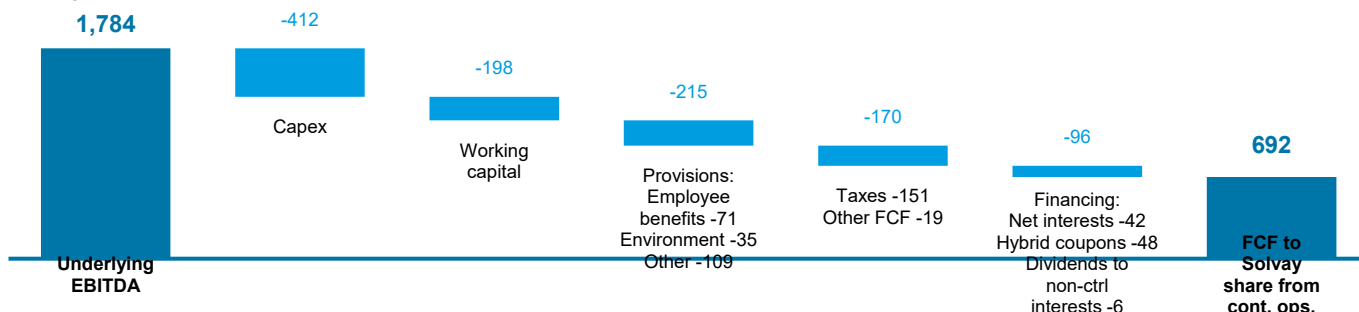 1,784
Underlying
EBITDA
-412
Capex
-198
Working
capital
-215
Provisions:
Employee
benefits -71
Environment -35
Other -109
-170
Taxes -151
Other FCF -19
-96
Financing:
Net interests -42
Hybrid coupons -48
Dividends to
non-ctrl
interests -6
692
FCF to
Solvay
share from
cont. ops.